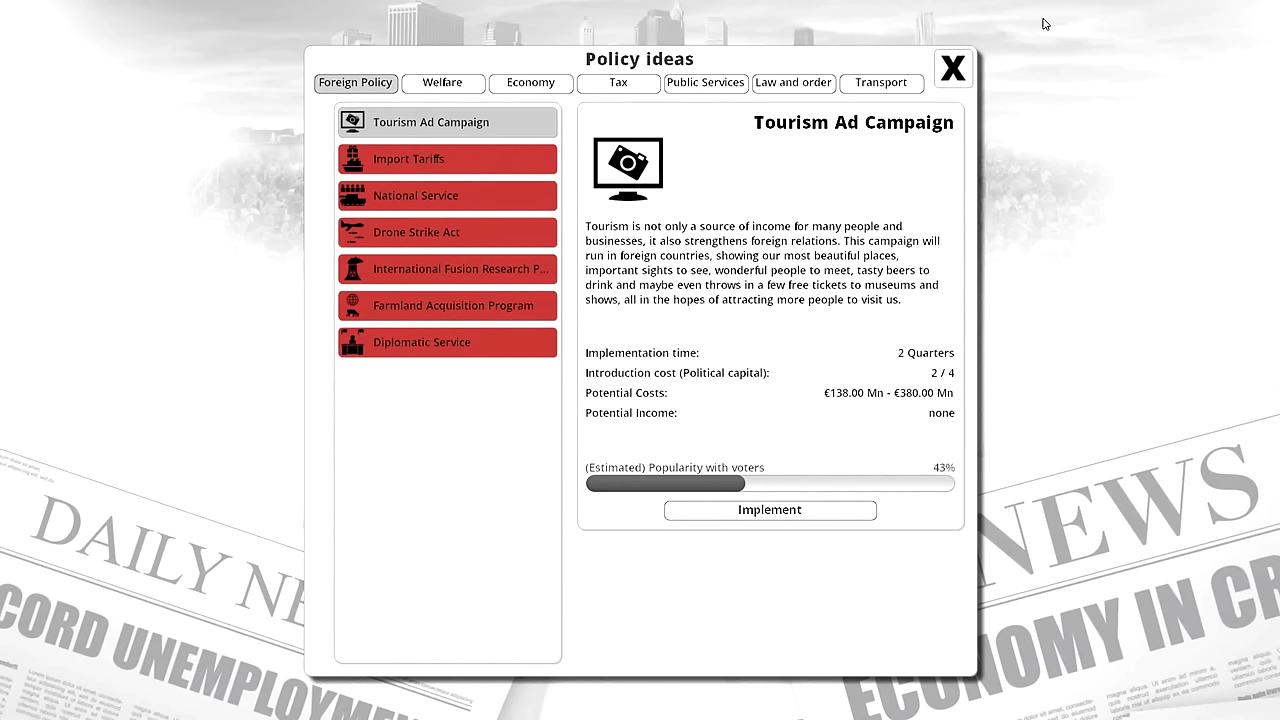 Policy ideas
X
Foreign Policy
Welfare
Economy
Tax
Public Services
Law and order
Transport
Tourism Ad Campaign
Import Tariffs
National Service
Drone Strike Act
International Fusion Research P...
Farmland Acquisition Program
Diplomatic Service
Tourism Ad Campaign
Tourism is not only a source of income for many people and
businesses, it also strengthens foreign relations. This campaign will
run in foreign countries, showing our most beautiful places,
important sights to see, wonderful people to meet, tasty beers to
drink and maybe even throws in a few free tickets to museums and
shows, all in the hopes of attracting more people to visit us.
Implementation time: 2 Quarters
Introduction cost (Political capital): 2 / 4
Potential Costs: €138.00 Mn - €380.00 Mn
Potential Income: none
(Estimated) Popularity with voters 43%
Implement
DAILY NE
CORD UNEMPLOYM
NEWS
ECONOMY IN CR